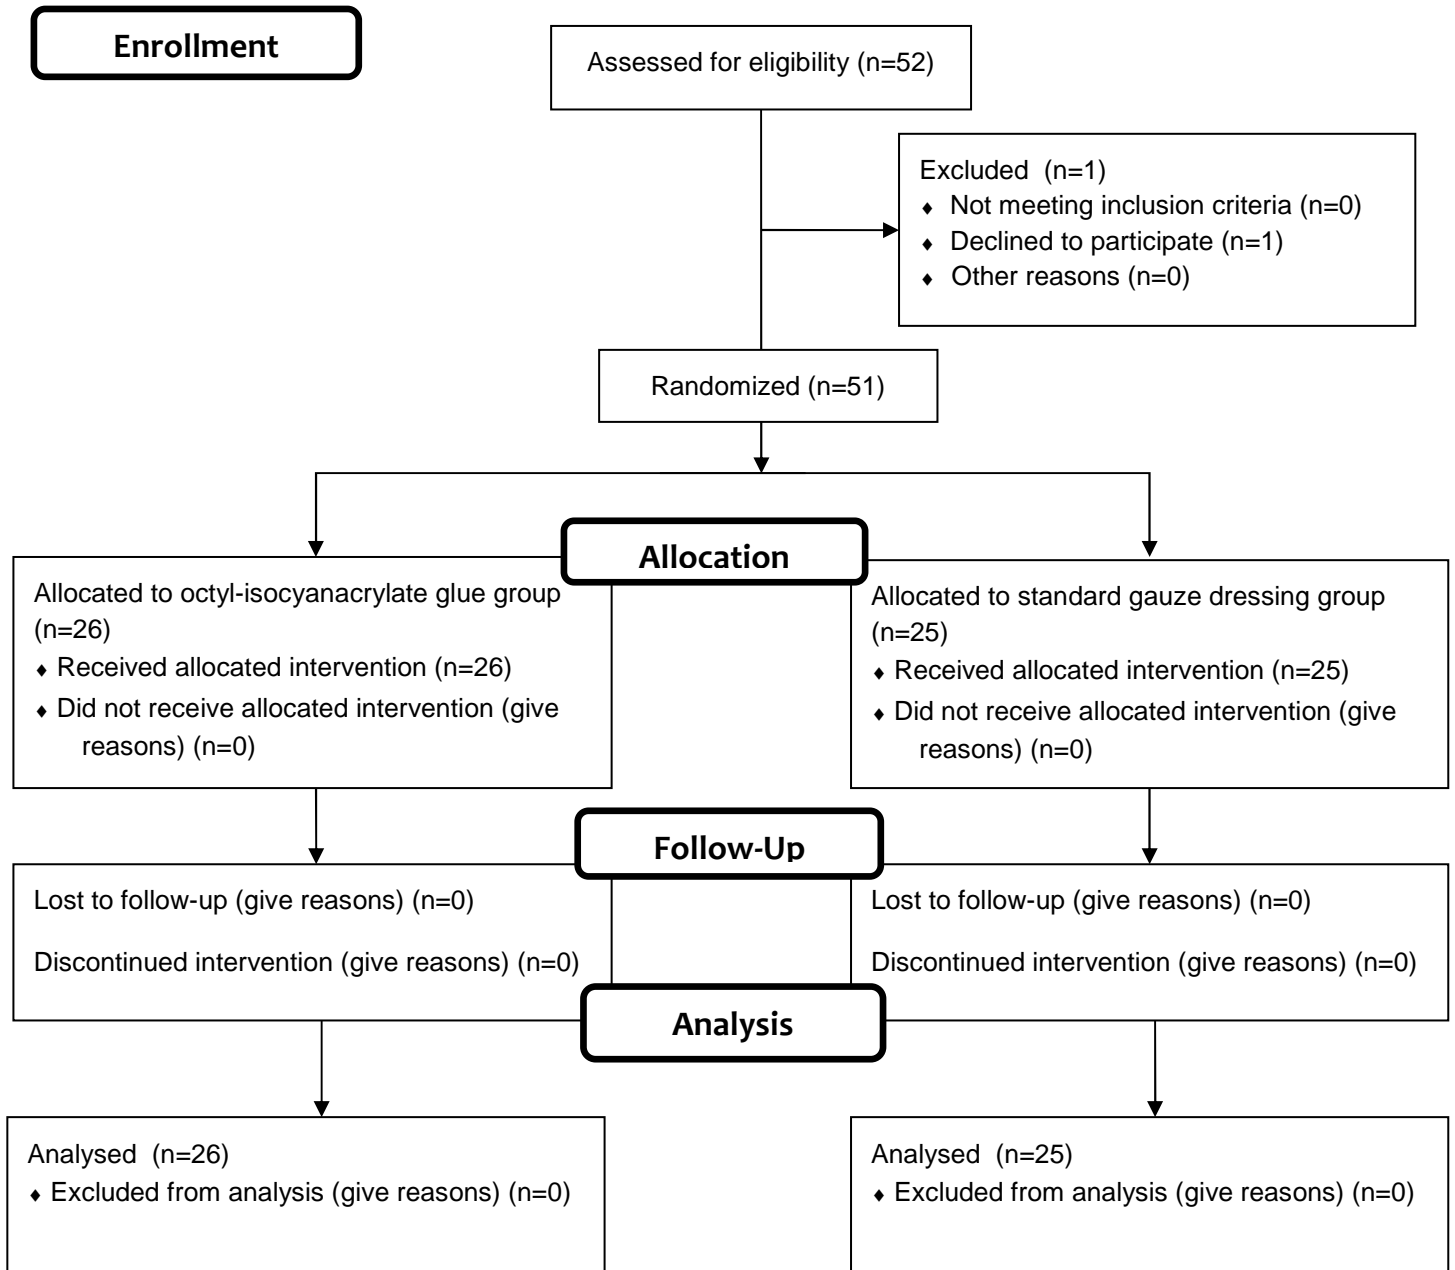 Enrollment
Assessed for eligibility (n=52)
Excluded (n=1)
♦ Not meeting inclusion criteria (n=0)
♦ Declined to participate (n=1)
♦ Other reasons (n=0)
Randomized (n=51)
Allocation
Allocated to octyl-isocyanacrylate glue group
(n=26)
♦ Received allocated intervention (n=26)
♦ Did not receive allocated intervention (give
reasons) (n=0)
Allocated to standard gauze dressing group
(n=25)
♦ Received allocated intervention (n=25)
♦ Did not receive allocated intervention (give
reasons) (n=0)
Follow-Up
Lost to follow-up (give reasons) (n=0)
Discontinued intervention (give reasons) (n=0)
Lost to follow-up (give reasons) (n=0)
Discontinued intervention (give reasons) (n=0)
Analysis
Analysed (n=26)
♦ Excluded from analysis (give reasons) (n=0)
Analysed (n=25)
♦ Excluded from analysis (give reasons) (n=0)